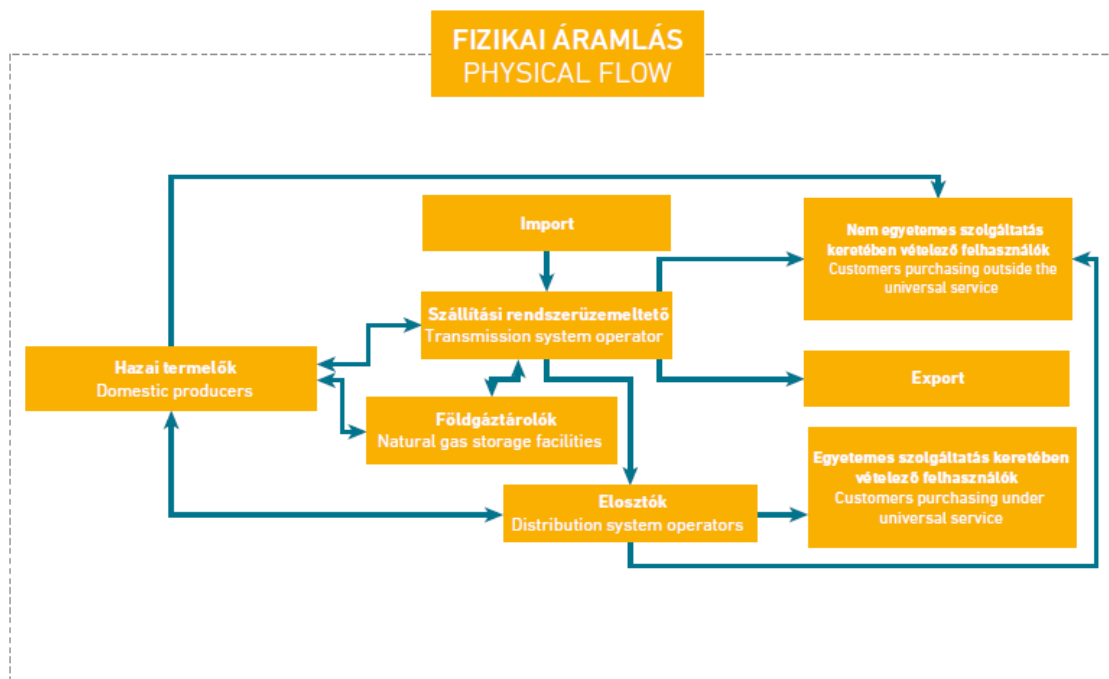 FIZIKAI ÁRAMLÁS
PHYSICAL FLOW
Import
Nem egyetemes szolgáltatás
keretében vételező felhasználók
Customers purchasing outside the
universal service
Szállítási rendszerüzemeltető
Transmission system operator
Hazai termelők
Domestic producers
Export
Földgáztárolók
Natural gas storage facilities
Egyetemes szolgáltatás keretében
vételező felhasználók
Customers purchasing under
universal service
Elosztók
Distribution system operators